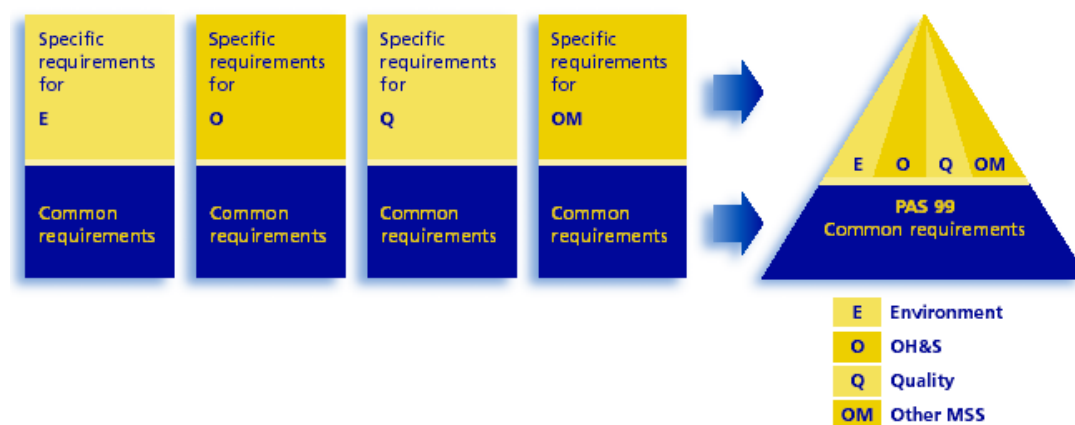 Specific
requirements
for
E
Common
requirements
Specific
requirements
for
O
Common
requirements
Specific
requirements
for
Q
Common
requirements
Specific
requirements
for
OM
Common
requirements
E O Q OM
PAS 99
Common requirements
E Environment
O OH&S
Q Quality
OM Other MSS